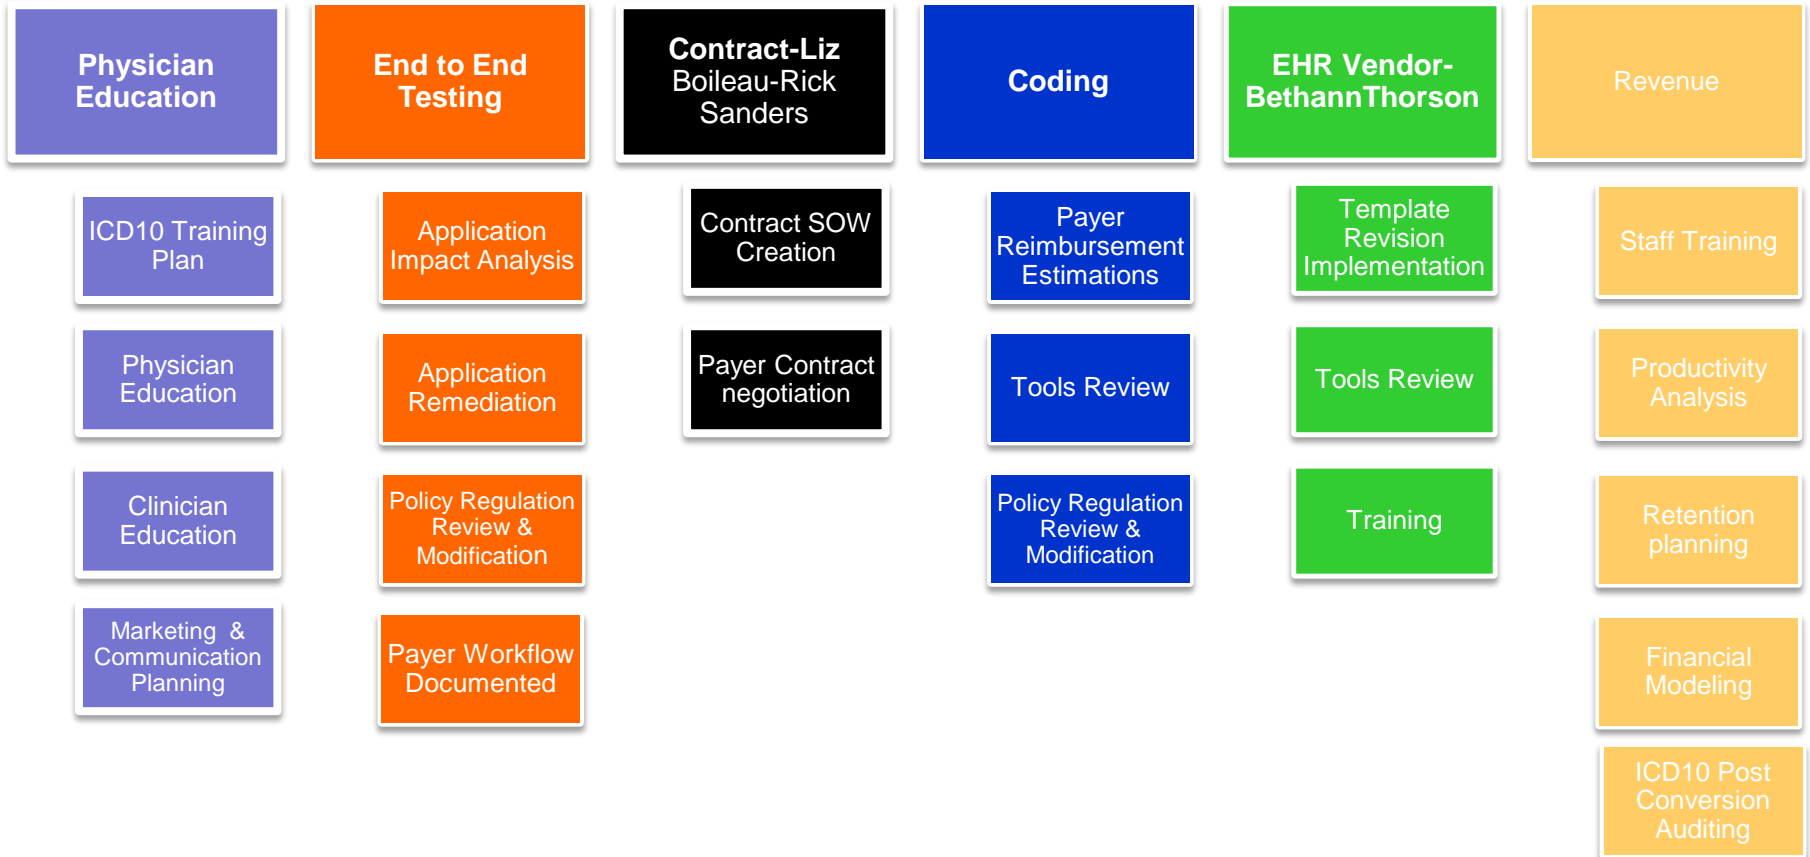 Physician
Education
End to End
Testing
Contract-Liz
Boileau-Rick
Sanders
Coding
EHR Vendor-
BethannThorson
Revenue
ICD10 Training
Plan
Physician
Education
Clinician
Education
Marketing & 
Communication
Planning
Application
Impact Analysis
Application
Remediation
Policy Regulation
Review &
Modification
Payer Workflow
Documented
Contract SOW
Creation
Payer Contract
negotiation
Payer
Reimbursement
Estimations
Tools Review
Policy Regulation
Review &
Modification
Template
Revision
Implementation
Tools Review
Training
Staff Training
Productivity
Analysis
Retention
planning
Financial
Modeling
ICD10 Post
Conversion
Auditing